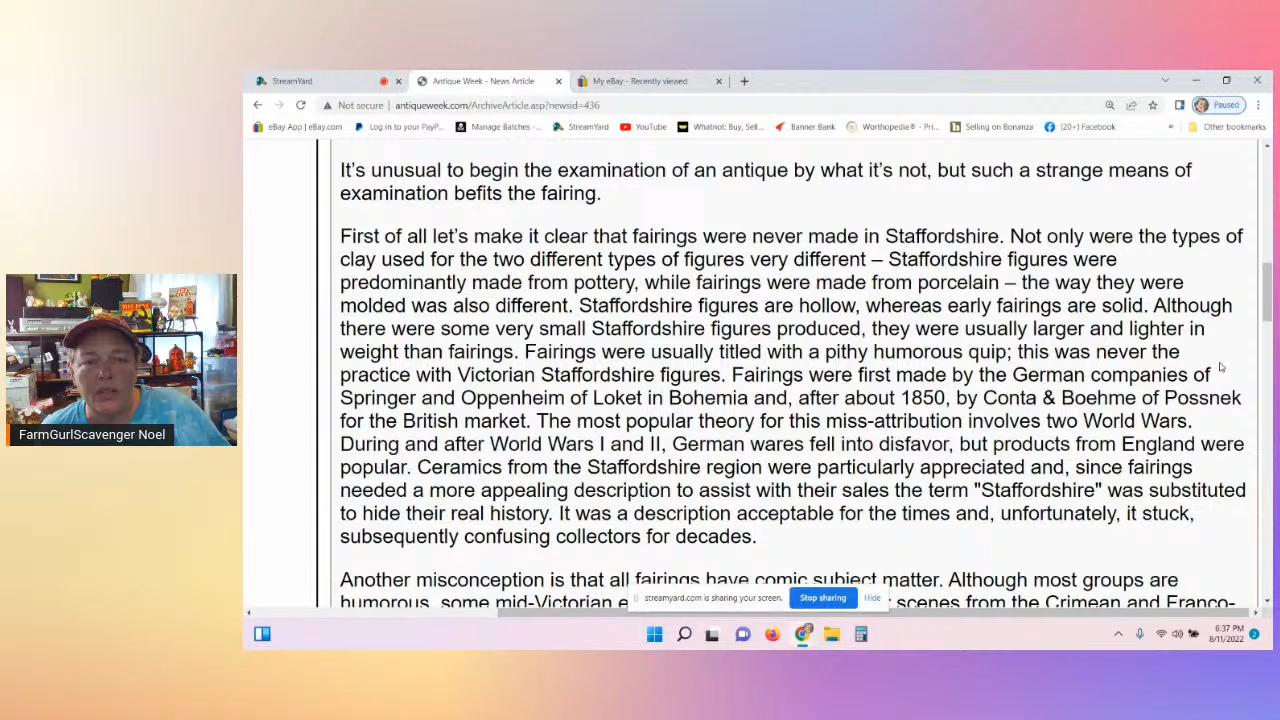 StreamYard
Antique Week - News Article
My eBay - Recently viewed
Not secure
antiqueweek.com/ArchiveArticle.asp?newsid=436
Paused
eBay App | eBay.com
Log in to your PayP...
Manage Batches -...
StreamYard
YouTube
Whatnot: Buy, Sell,...
Banner Bank
Worthopedia® - Pri...
Selling on Bonanza
(20+) Facebook
»
Other bookmarks
It's unusual to begin the examination of an antique by what it's not, but such a strange means of
examination befits the fairing.
First of all let's make it clear that fairings were never made in Staffordshire. Not only were the types of
clay used for the two different types of figures very different – Staffordshire figures were
predominantly made from pottery, while fairings were made from porcelain – the way they were
molded was also different. Staffordshire figures are hollow, whereas early fairings are solid. Although
there were some very small Staffordshire figures produced, they were usually larger and lighter in
weight than fairings. Fairings were usually titled with a pithy humorous quip; this was never the
practice with Victorian Staffordshire figures. Fairings were first made by the German companies of
Springer and Oppenheim of Loket in Bohemia and, after about 1850, by Conta & Boehme of Possnek
for the British market. The most popular theory for this miss-attribution involves two World Wars.
During and after World Wars I and II, German wares fell into disfavor, but products from England were
popular. Ceramics from the Staffordshire region were particularly appreciated and, since fairings
needed a more appealing description to assist with their sales the term "Staffordshire" was substituted
to hide their real history. It was a description acceptable for the times and, unfortunately, it stuck,
subsequently confusing collectors for decades.
Another misconception is that all fairings have comic subject matter. Although most groups are
humorous, some mid-Victorian scenes from the Crimean and Franco-
streamyard.com is sharing your screen.
Stop sharing
Hide
FarmGurlScavenger Noel
6:37 PM
8/11/2022
2